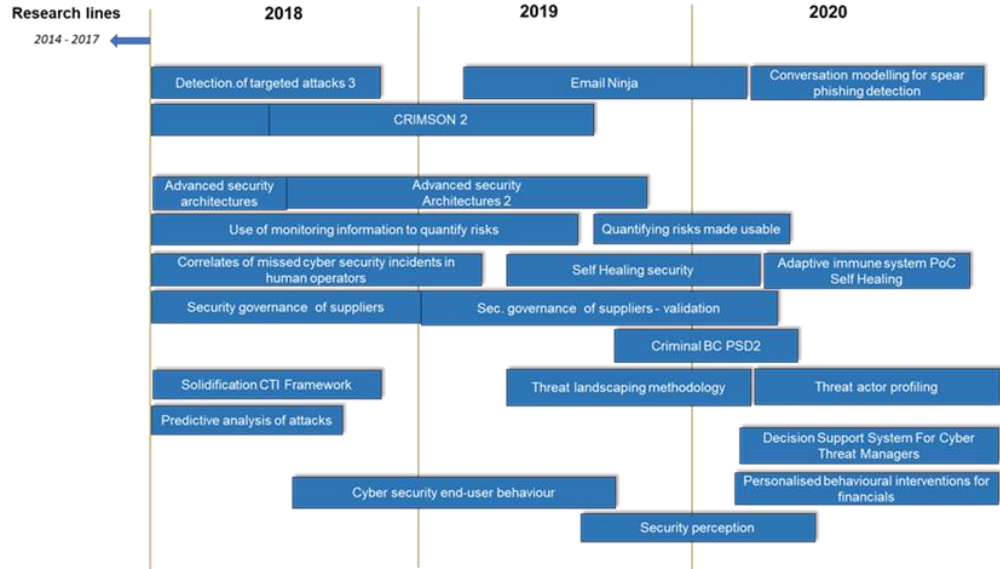 Research lines
2018
2019
2020
2014 - 2017
Detection of targeted attacks 3
Email Ninja
Conversation modelling for spear
phishing detection
CRIMSON 2
Advanced security
architectures
Advanced security
Architectures 2
Use of monitoring information to quantify risks
Quantifying risks made usable
Correlates of missed cyber security incidents in
human operators
Self Healing security
Adaptive immune system PoC
Self Healing
Security governance of suppliers
Sec. governance of suppliers - validation
Criminal BC PSD2
Solidification CTI Framework
Threat landscaping methodology
Threat actor profiling
Predictive analysis of attacks
Decision Support System For Cyber
Threat Managers
Cyber security end-user behaviour
Personalised behavioural interventions for
financials
Security perception